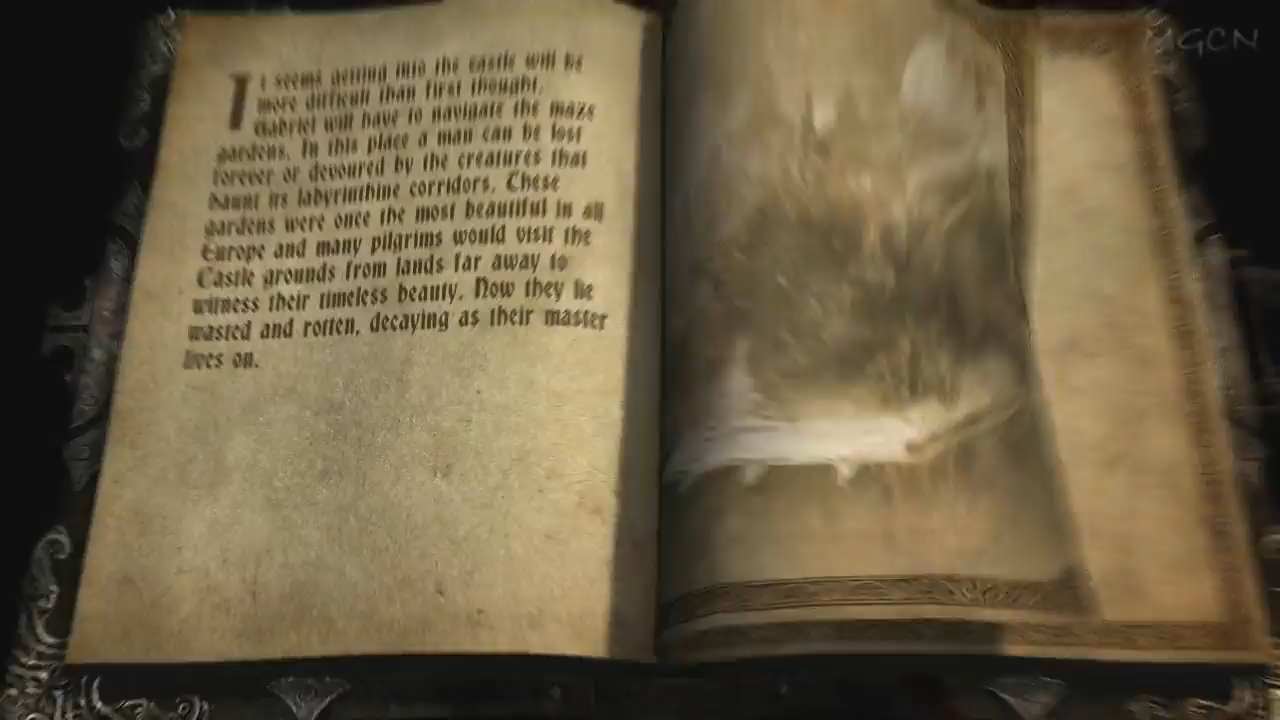 It seems getting into the castle will be
more difficult than first thought.
Gabriel will have to navigate the maze
gardens. In this place a man can be lost
forever or devoured by the creatures that
haunt its labyrinthine corridors. These
gardens were once the most beautiful in all
Europe and many pilgrims would visit the
Castle grounds from lands far away to
witness their timeless beauty. Now they lie
wasted and rotten, decaying as their master
lives on.
MGCN